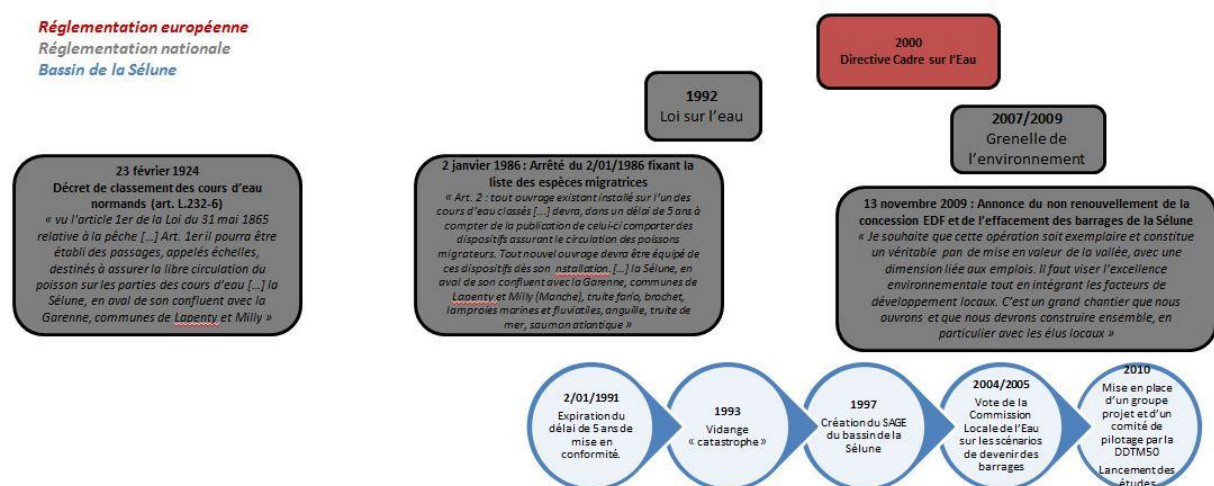 Réglementation européenne
Réglementation nationale
Bassin de la Sélune
2000
Directive Cadre sur l'Eau
1992
Loi sur l'eau
2007/2009
Grenelle de
l'environnement
23 février 1924
Décret de classement des cours d'eau
normands (art. L.232-6)
« vu l'article 1er de la Loi du 31 mai 1865
relative à la pêche [...] Art. 1er il pourra être
établi des passages, appelés échelles,
destinés à assurer la libre circulation du
poisson sur les parties des cours d'eau [...] la
Sélune, en aval de son confluent avec la
Garenne, communes de Lapenty et Milly »
2 janvier 1986 : Arrêté du 2/01/1986 fixant la
liste des espèces migratrices
« Art. 2 : tout ouvrage existant installé sur l'un des
cours d'eau classés [...] devra, dans un délai de 5 ans à
compter de la publication de celui-ci comporter des
dispositifs assurant le circulation des poissons
migrateurs. Tout nouvel ouvrage devra être équipé de
ces dispositifs dès son nstallation. [...] la Sélune, en
aval de son confluent avec la Garenne, communes de
Lapenty et Milly (Manche), truite fario, brochet,
lamproies marines et fluviatiles, anguille, truite de
mer, saumon atlantique »
13 novembre 2009 : Annonce du non renouvellement de la
concession EDF et de l'effacement des barrages de la Sélune
« Je souhaite que cette opération soit exemplaire et constitue
un véritable pan de mise en valeur de la vallée, avec une
dimension liée aux emplois. Il faut viser l'excellence
environnementale tout en intégrant les facteurs de
développement locaux. C'est un grand chantier que nous
ouvrons et que nous devrons construire ensemble, en
particulier avec les élus locaux »
2/01/1991
Expiration du
délai de 5 ans de
mise en
conformité.
1993
Vidange
« catastrophe »
1997
Création du SAGE
du bassin de la
Sélune
2004/2005
Vote de la
Commission
Locale de l'Eau
sur les scénarios
de devenir des
barrages
2010
Mise en place
d'un groupe
projet et d'un
comité de
pilotage par la
DDTM50
Lancement des
études